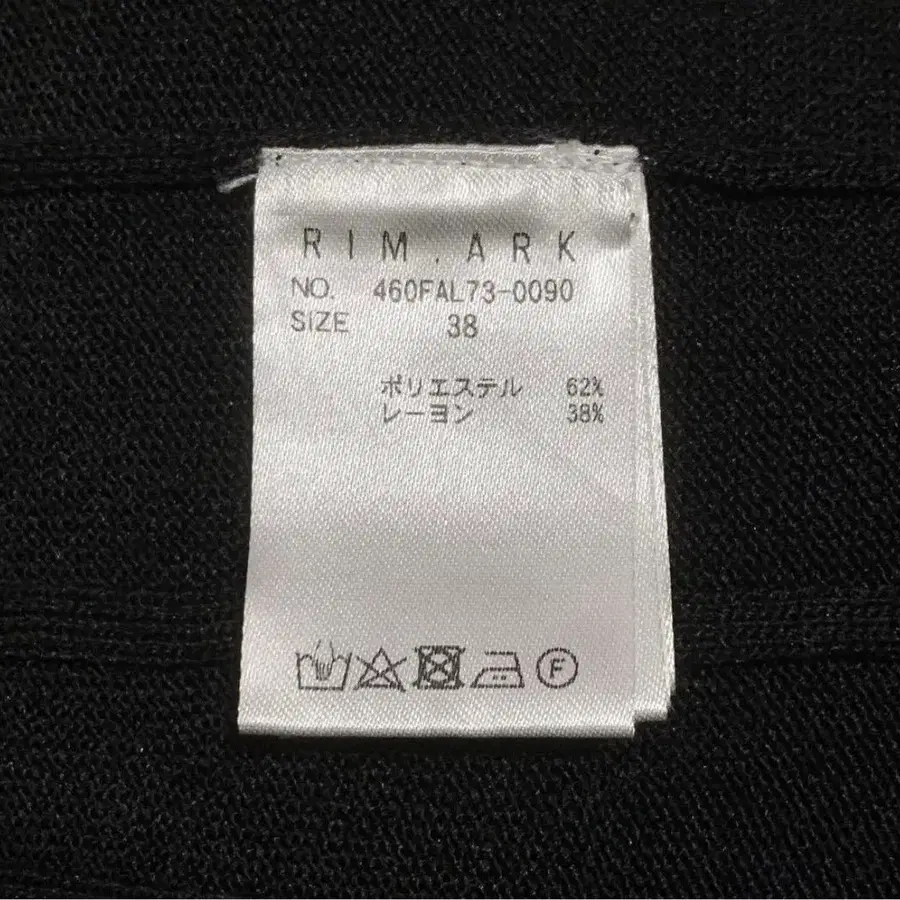 RIM.ARK
NO. 460FAL73-0090
SIZE 38
ポリエステル 62%
レーヨン 38%
F